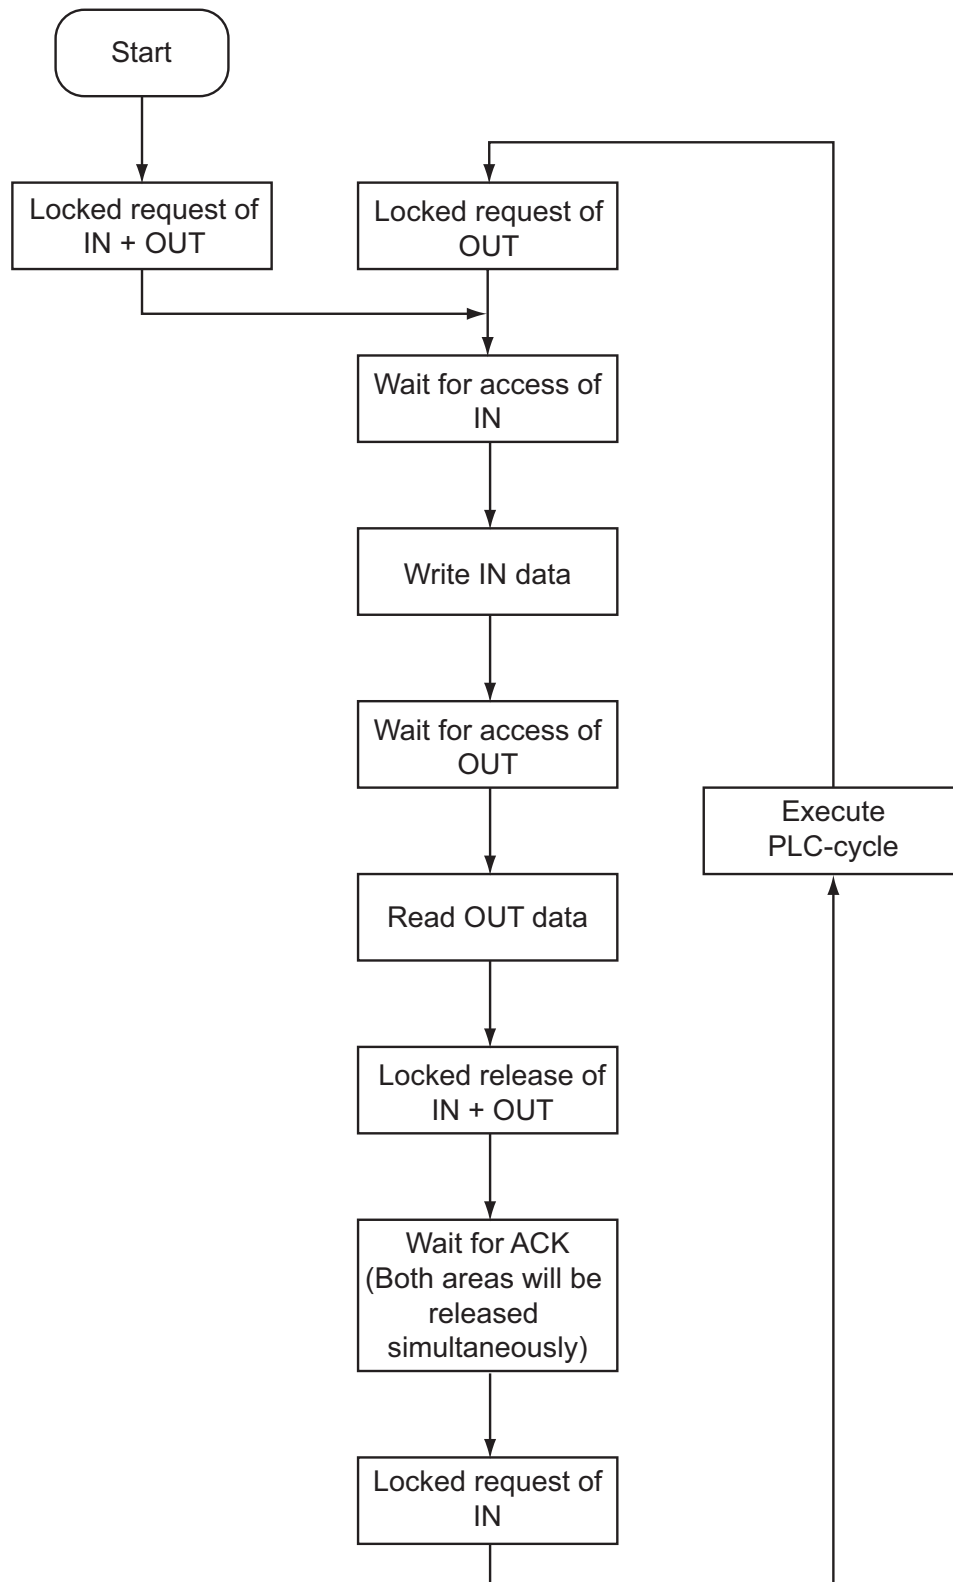 Start
Locked request of
IN + OUT
Locked request of
OUT
Wait for access of
IN
Write IN data
Wait for access of
OUT
Execute
PLC-cycle
Read OUT data
Locked release of
IN + OUT
Wait for ACK
(Both areas will be
released
simultaneously)
Locked request of
IN